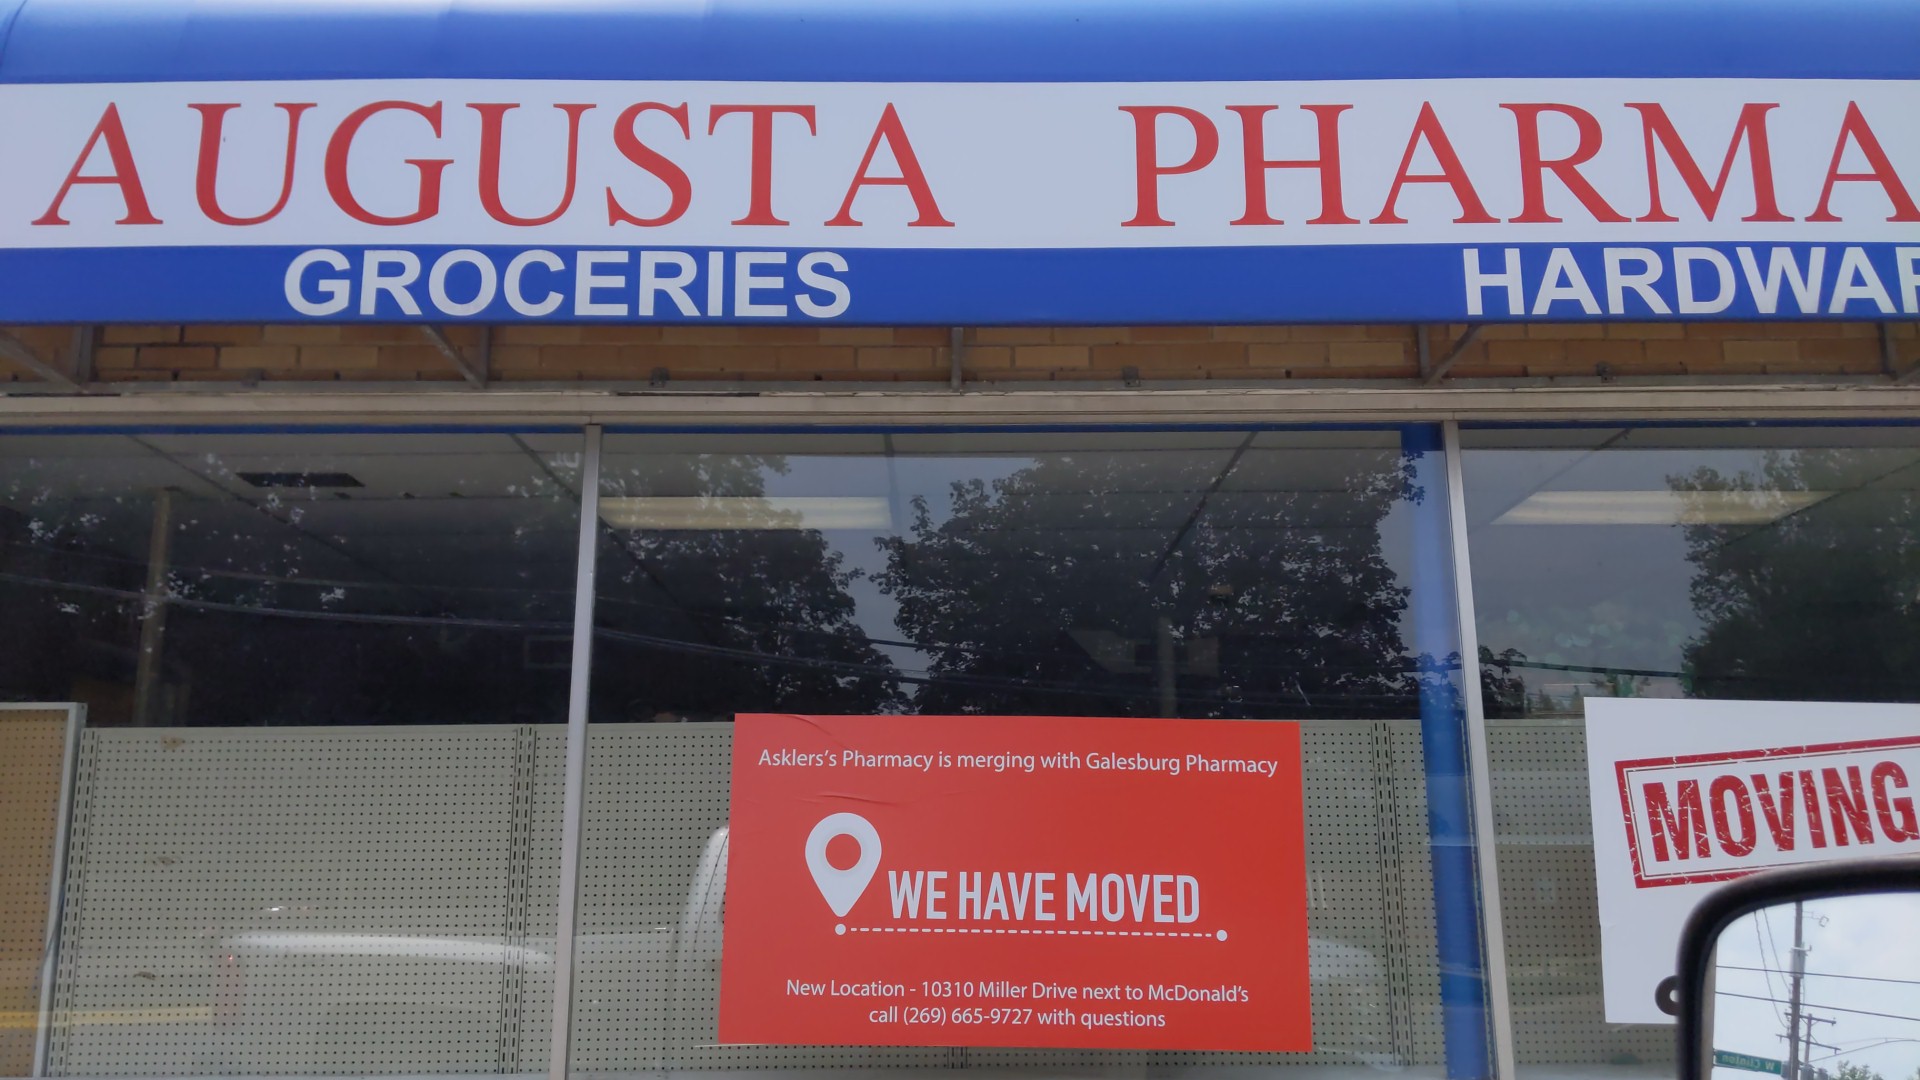 AUGUSTA PHARMA
GROCERIES HARDWAR
Asklers's Pharmacy is merging with Galesburg Pharmacy
WE HAVE MOVED
New Location - 10310 Miller Drive next to McDonald's
call (269) 665-9727 with questions
MOVING
W Clinton